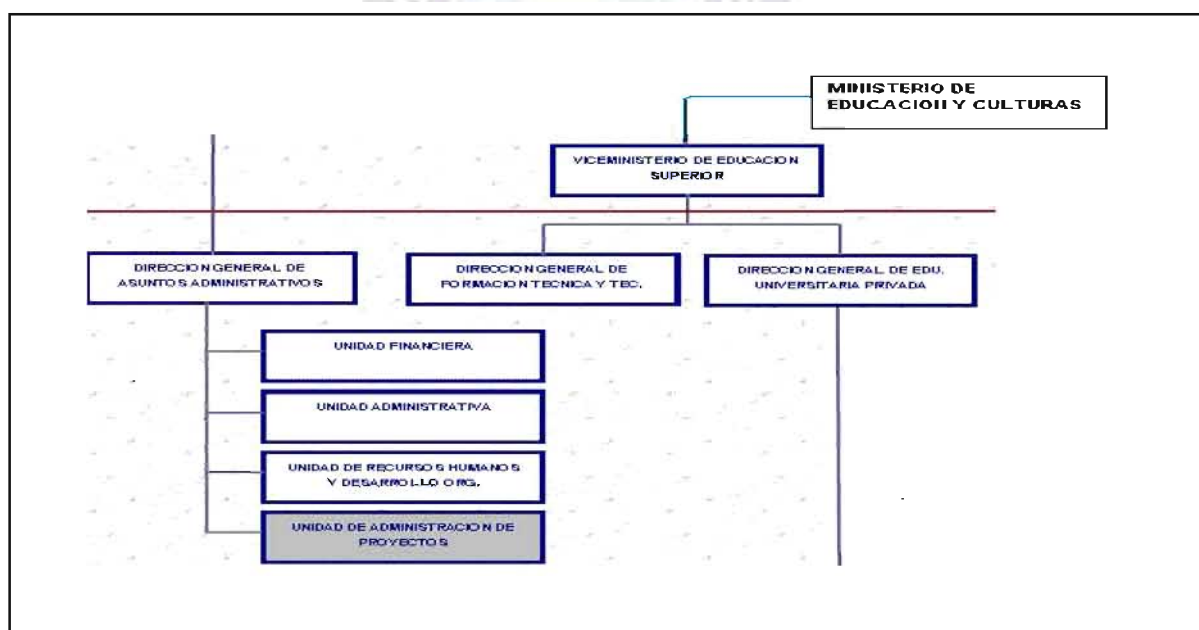 MINISTERIO DE
EDUCACION Y CULTURAS
VICEMINISTERIO DE EDUCACION
SUPERIOR
DIRECCION GENERAL DE
ASUNTOS ADMINISTRATIVOS
DIRECCION GENERAL DE
FORMACION TECNICA Y TEC.
DIRECCION GENERAL DE EDU.
UNIVERSITARIA PRIVADA
UNIDAD FINANCIERA
UNIDAD ADMINISTRATIVA
UNIDAD DE RECURSOS HUMANOS
Y DESARROLLO ORG.
UNIDAD DE ADMINISTRACION DE
PROYECTOS